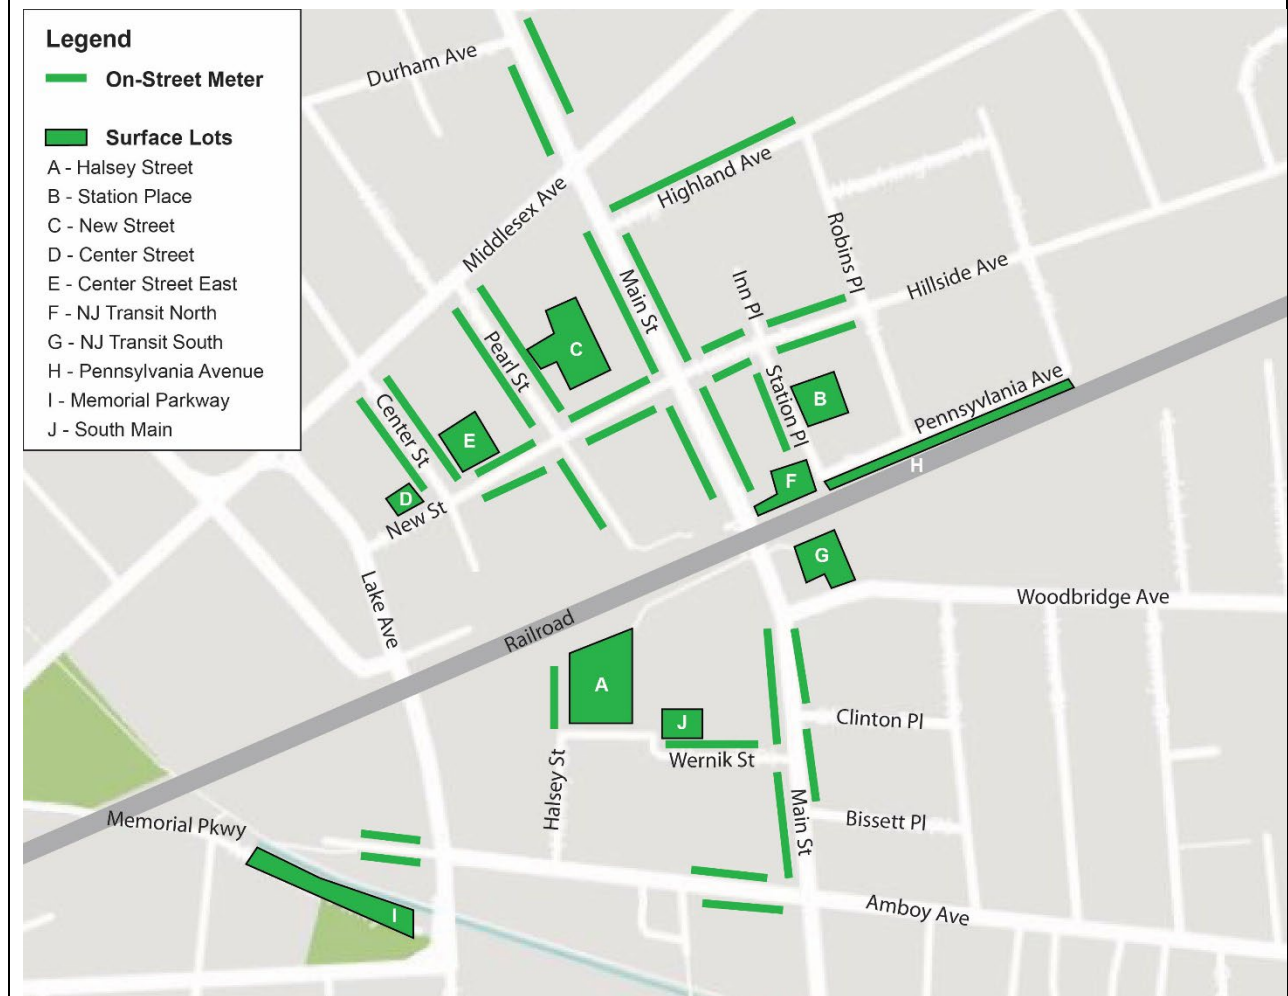 Legend
On-Street Meter
Surface Lots
A - Halsey Street
B - Station Place
C - New Street
D - Center Street
E - Center Street East
F - NJ Transit North
G - NJ Transit South
H - Pennsylvania Avenue
I - Memorial Parkway
J - South Main
Durham Ave
Middlesex Ave
Highland Ave
Robins Pl
Hillside Ave
Main St
Inn Pl
Pearl St
C
Station Pl
B
Pennsyvlania Ave
Center St
E
D
New St
F
H
G
Lake Ave
Railroad
Woodbridge Ave
A
J
Clinton Pl
Wernik St
Halsey St
Main St
Bissett Pl
Memorial Pkwy
I
Amboy Ave